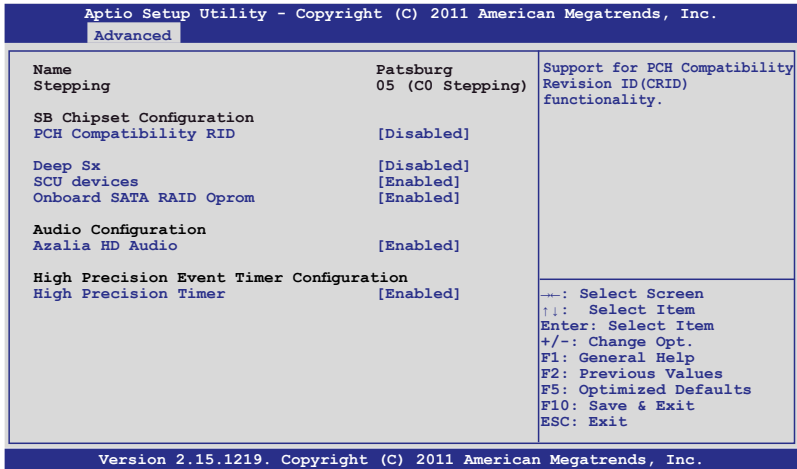 Aptio Setup Utility - Copyright (C) 2011 American Megatrends, Inc.
Advanced
Name Patsburg
Stepping 05 (C0 Stepping)
SB Chipset Configuration
PCH Compatibility RID [Disabled]
Deep Sx [Disabled]
SCU devices [Enabled]
Onboard SATA RAID Oprom [Enabled]
Audio Configuration
Azalia HD Audio [Enabled]
High Precision Event Timer Configuration
High Precision Timer [Enabled]
Support for PCH Compatibility
Revision ID(CRID)
functionality.
→←: Select Screen
↑↓: Select Item
Enter: Select Item
+/-: Change Opt.
F1: General Help
F2: Previous Values
F5: Optimized Defaults
F10: Save & Exit
ESC: Exit
Version 2.15.1219. Copyright (C) 2011 American Megatrends, Inc.